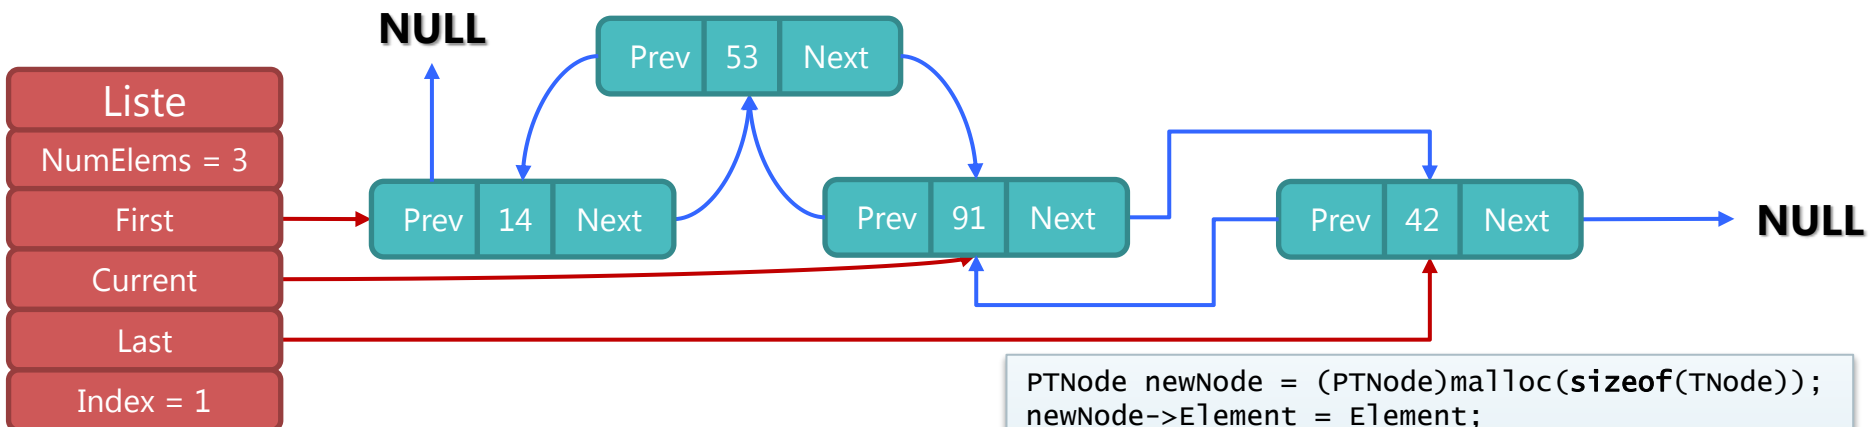 NULL
Prev 53 Next
Liste
NumElems = 3
First
Prev 14 Next
Prev 91 Next
Prev 42 Next
NULL
Current
Last
Index = 1
PTNode newNode = (PTNode)malloc(sizeof(TNode));
newNode->Element = Element;